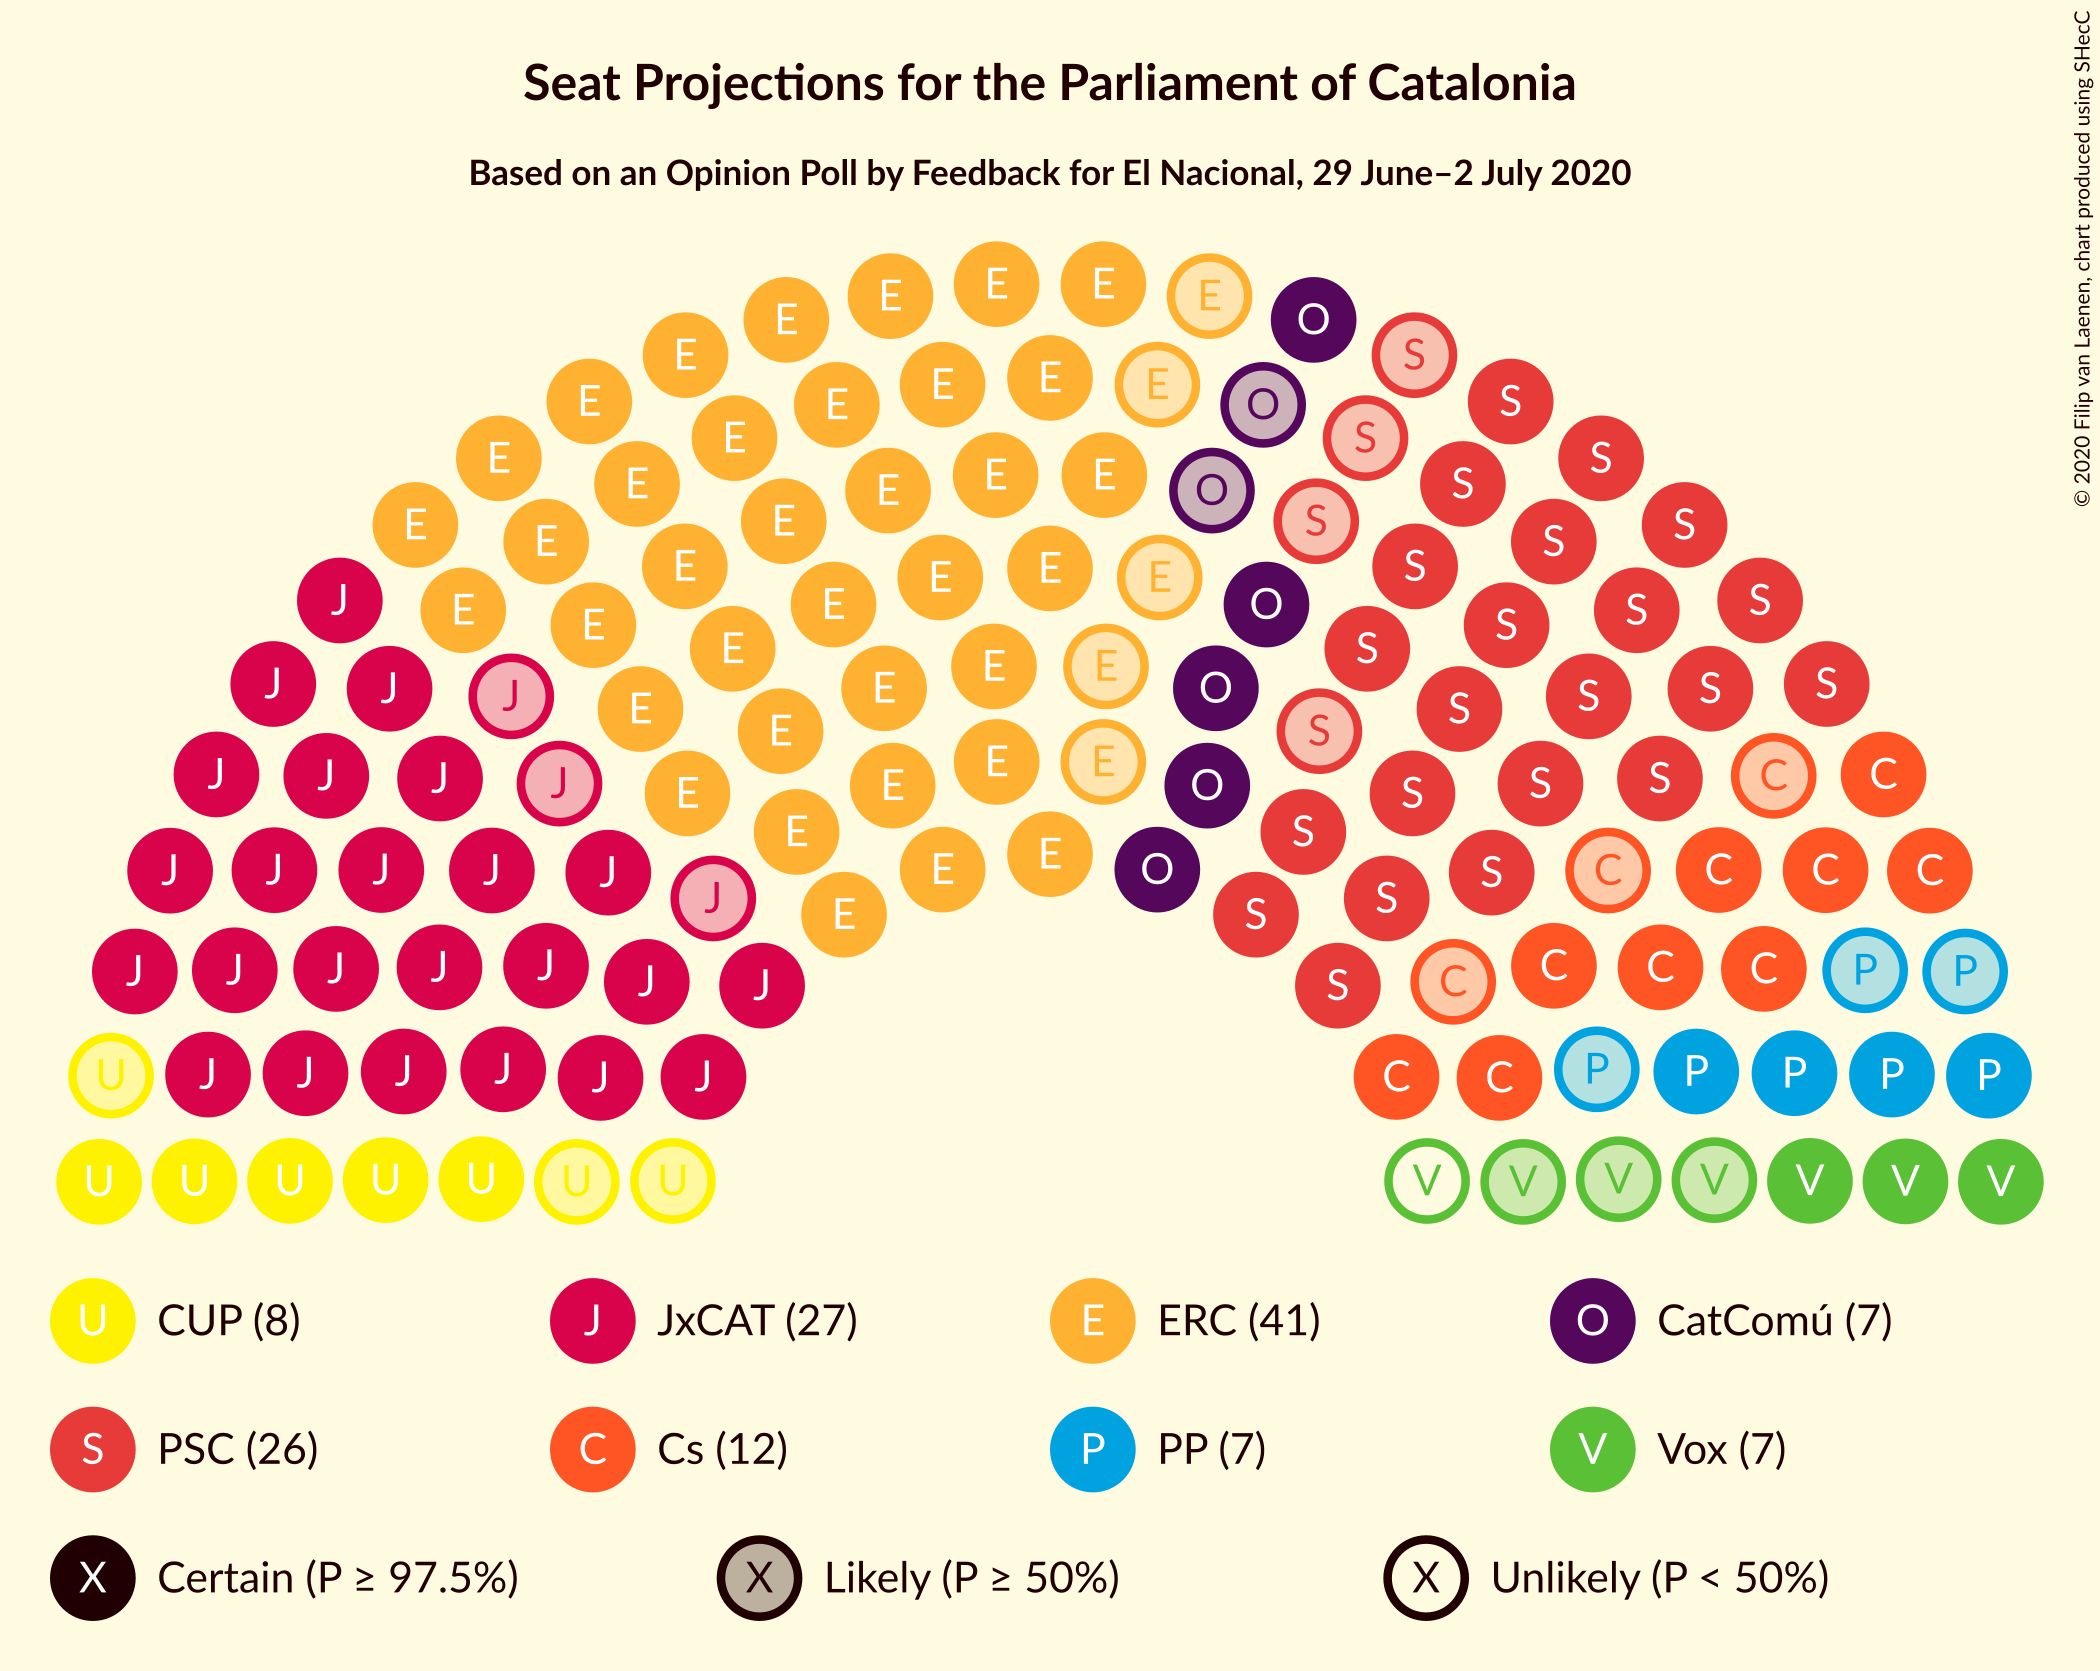 Seat Projections for the Parliament of Catalonia
Based on an Opinion Poll by Feedback for El Nacional, 29 June–2 July 2020
© 2020 Filip van Laenen, chart produced using SHecC
E E E E O
E E S
E E E O S
E E S S
E E E E O S S
E E E E O S S S
E E S S
J E E E E E O S S S S
E E S S
J J J E E E E O S S S S S
J J J J E E E E O S S S S C C
E S
J J J J J J E E E O S S S C C C C
J J J J J J J S C C C C P P
U J J J J J J C C P P P P P
U U U U U U U V V V V V V V
U CUP (8) J JxCAT (27) E ERC (41) O CatComú (7)
S PSC (26) C Cs (12) P PP (7) V Vox (7)
X Certain (P ≥ 97.5%) X Likely (P ≥ 50%) X Unlikely (P < 50%)